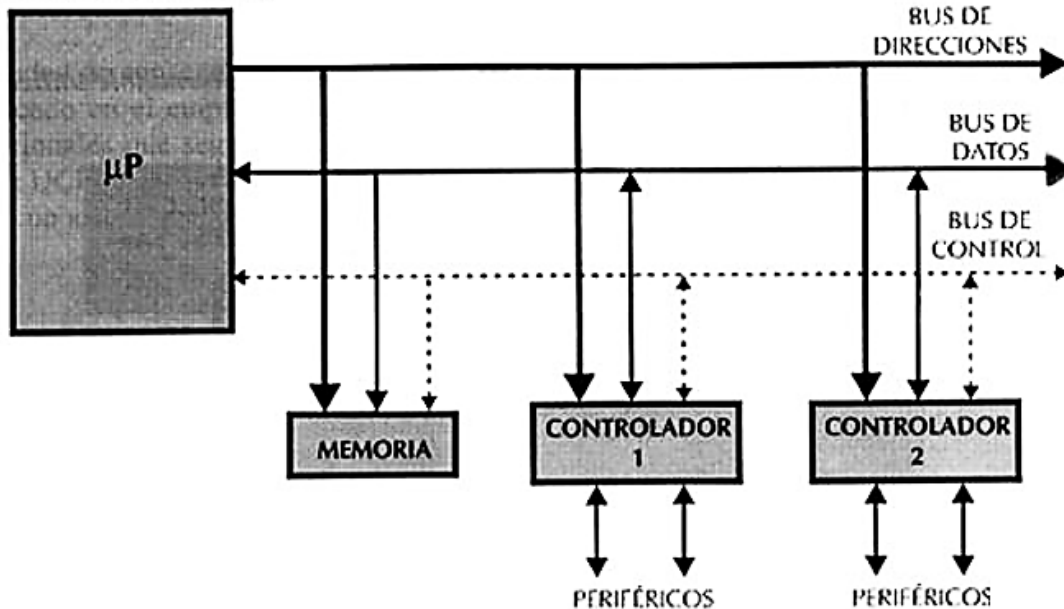 BUS DE
DIRECCIONES
BUS DE
DATOS
µP
BUS DE
CONTROL
MEMORIA
CONTROLADOR
1
CONTROLADOR
2
PERIFÉRICOS
PERIFÉRICOS